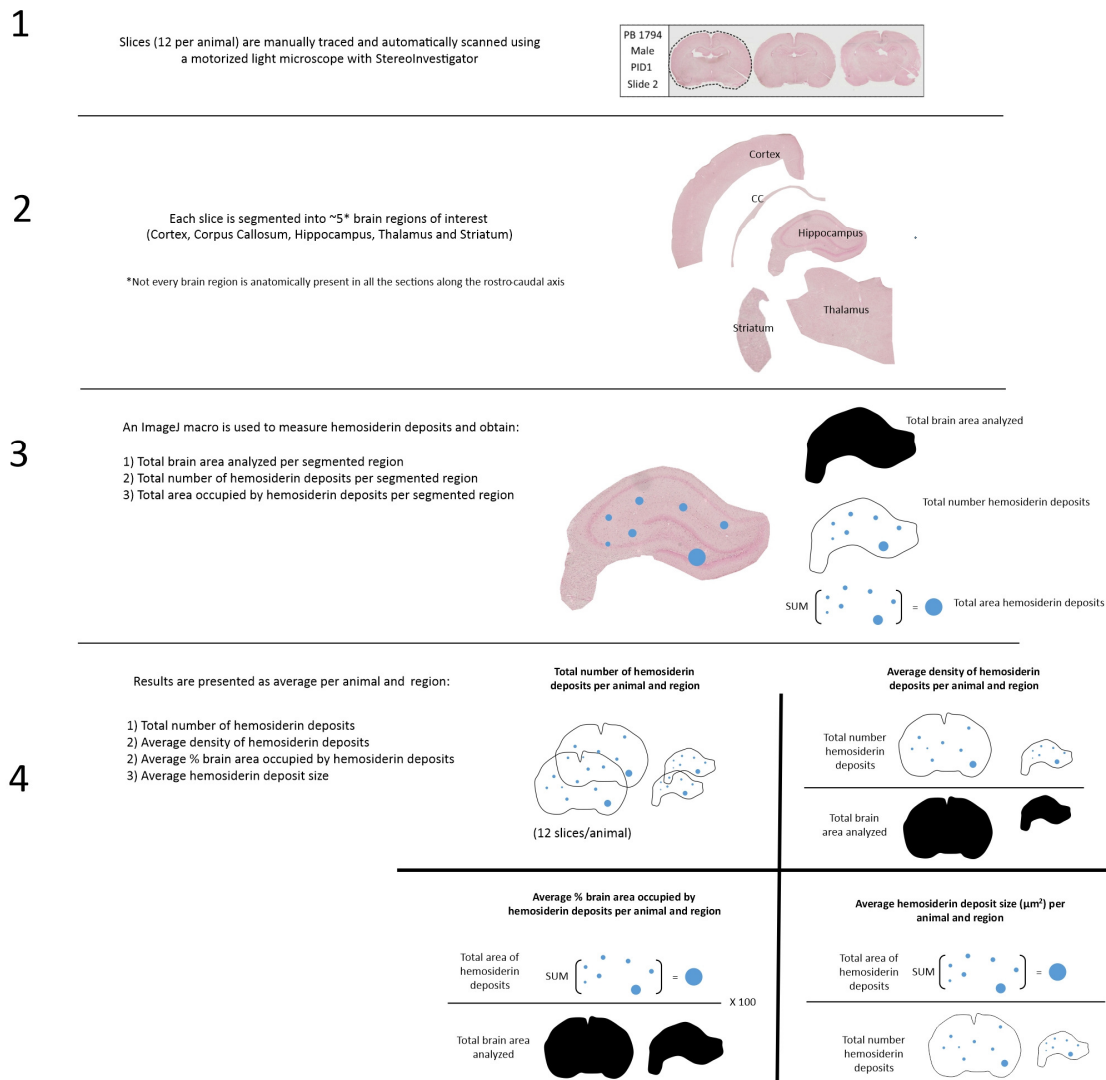 1
Slices (12 per animal) are manually traced and automatically scanned using
a motorized light microscope with StereoInvestigator
PB 1794
Male
PID1
Slide 2
2
Each slice is segmented into ~5* brain regions of interest
(Cortex, Corpus Callosum, Hippocampus, Thalamus and Striatum)
*Not every brain region is anatomically present in all the sections along the rostro-caudal axis
Cortex
CC
Hippocampus
Thalamus
Striatum
3
An ImageJ macro is used to measure hemosiderin deposits and obtain:
1) Total brain area analyzed per segmented region
2) Total number of hemosiderin deposits per segmented region
3) Total area occupied by hemosiderin deposits per segmented region
Total brain area analyzed
Total number hemosiderin deposits
SUM
=
Total area hemosiderin deposits
4
Results are presented as average per animal and region:
1) Total number of hemosiderin deposits
2) Average density of hemosiderin deposits
2) Average % brain area occupied by hemosiderin deposits
3) Average hemosiderin deposit size
Total number of hemosiderin
deposits per animal and region
(12 slices/animal)
Average density of hemosiderin
deposits per animal and region
Total number
hemosiderin
deposits
Total brain
area analyzed
Average % brain area occupied by
hemosiderin deposits per animal and region
Total area of
hemosiderin
deposits
SUM
=
X 100
Total brain area
analyzed
Average hemosiderin deposit size (µm²) per
animal and region
Total area of
hemosiderin
deposits
SUM
=
Total number
hemosiderin
deposits